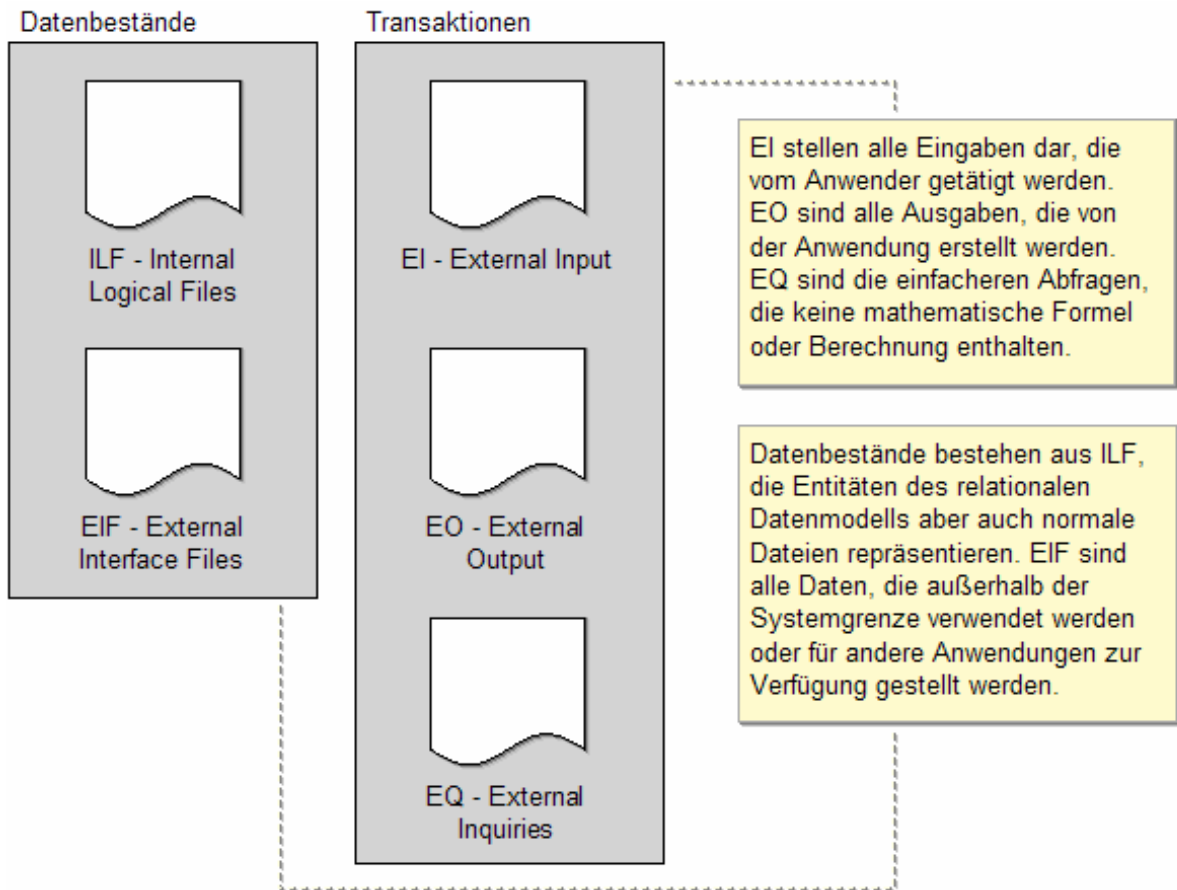 Datenbestände
Transaktionen
ILF - Internal
Logical Files
EIF - External
Interface Files
EI - External Input
EO - External
Output
EQ - External
Inquiries
EI stellen alle Eingaben dar, die
vom Anwender getätigt werden.
EO sind alle Ausgaben, die von
der Anwendung erstellt werden.
EQ sind die einfacheren Abfragen,
die keine mathematische Formel
oder Berechnung enthalten.
Datenbestände bestehen aus ILF,
die Entitäten des relationalen
Datenmodells aber auch normale
Dateien repräsentieren. EIF sind
alle Daten, die außerhalb der
Systemgrenze verwendet werden
oder für andere Anwendungen zur
Verfügung gestellt werden.